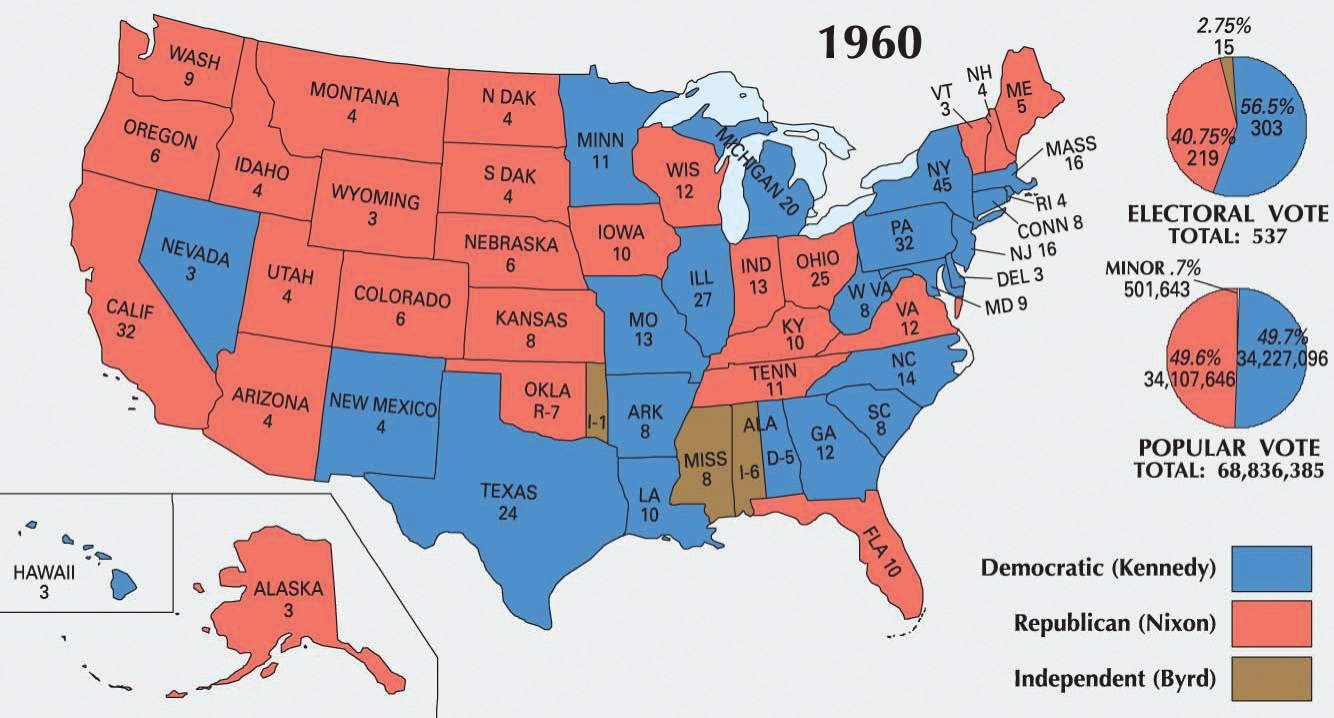 1960
WASH
9
OREGON
6
CALIF
32
NEVADA
3
IDAHO
4
MONTANA
4
WYOMING
3
UTAH
4
COLORADO
6
ARIZONA
4
NEW MEXICO
4
N DAK
4
S DAK
4
NEBRASKA
6
KANSAS
8
OKLA
R-7
I-1
TEXAS
24
MINN
11
IOWA
10
MO
13
ARK
8
LA
10
WIS
12
ILL
27
MICHIGAN 20
IND
13
OHIO
25
KY
10
TENN
11
MISS
8
ALA
I-6
D-5
GA
12
FLA 10
SC
8
NC
14
VA
12
W VA
8
PA
32
NY
45
VT
3
NH
4
ME
5
MASS
16
RI 4
CONN 8
NJ 16
DEL 3
MD 9
HAWAII
3
ALASKA
3
2.75%
15
56.5%
303
40.75%
219
ELECTORAL VOTE
TOTAL: 537
MINOR .7%
501,643
49.7%
34,227,096
49.6%
34,107,646
POPULAR VOTE
TOTAL: 68,836,385
Democratic (Kennedy)
Republican (Nixon)
Independent (Byrd)